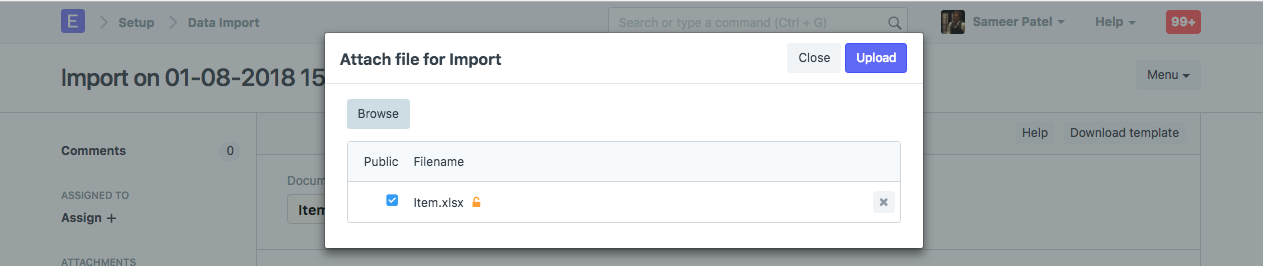 E Setup Data Import Search or type a command (Ctrl + G) Sameer Patel Help 99+
Attach file for Import Close Upload
Import on 01-08-2018 15 Menu
Browse
Help Download template
Comments 0
Public Filename
Docum
ASSIGNED TO
Item.xlsx
Item
Assign +
ATTACHMENTS